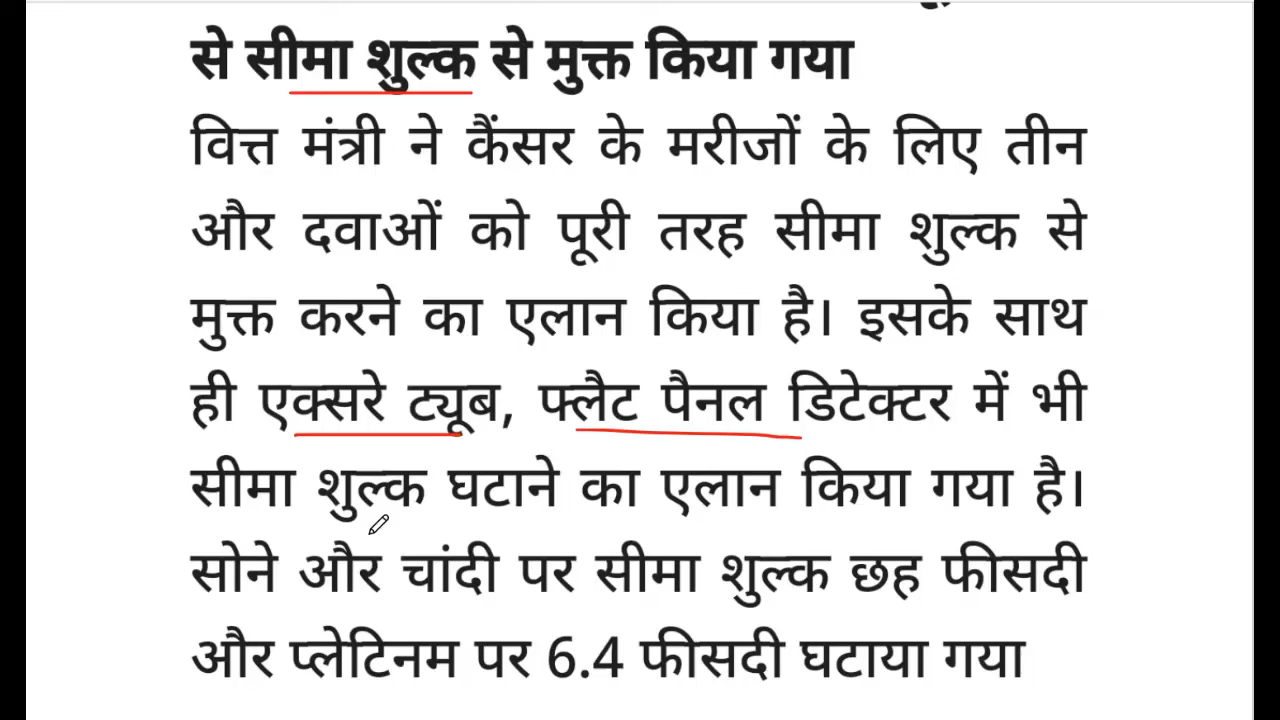 से सीमा शुल्क से मुक्त किया गया
वित्त मंत्री ने कैंसर के मरीजों के लिए तीन
और दवाओं को पूरी तरह सीमा शुल्क से
मुक्त करने का एलान किया है। इसके साथ
ही एक्सरे ट्यूब, फ्लैट पैनल डिटेक्टर में भी
सीमा शुल्क घटाने का एलान किया गया है।
सोने और चांदी पर सीमा शुल्क छह फीसदी
और प्लेटिनम पर 6.4 फीसदी घटाया गया